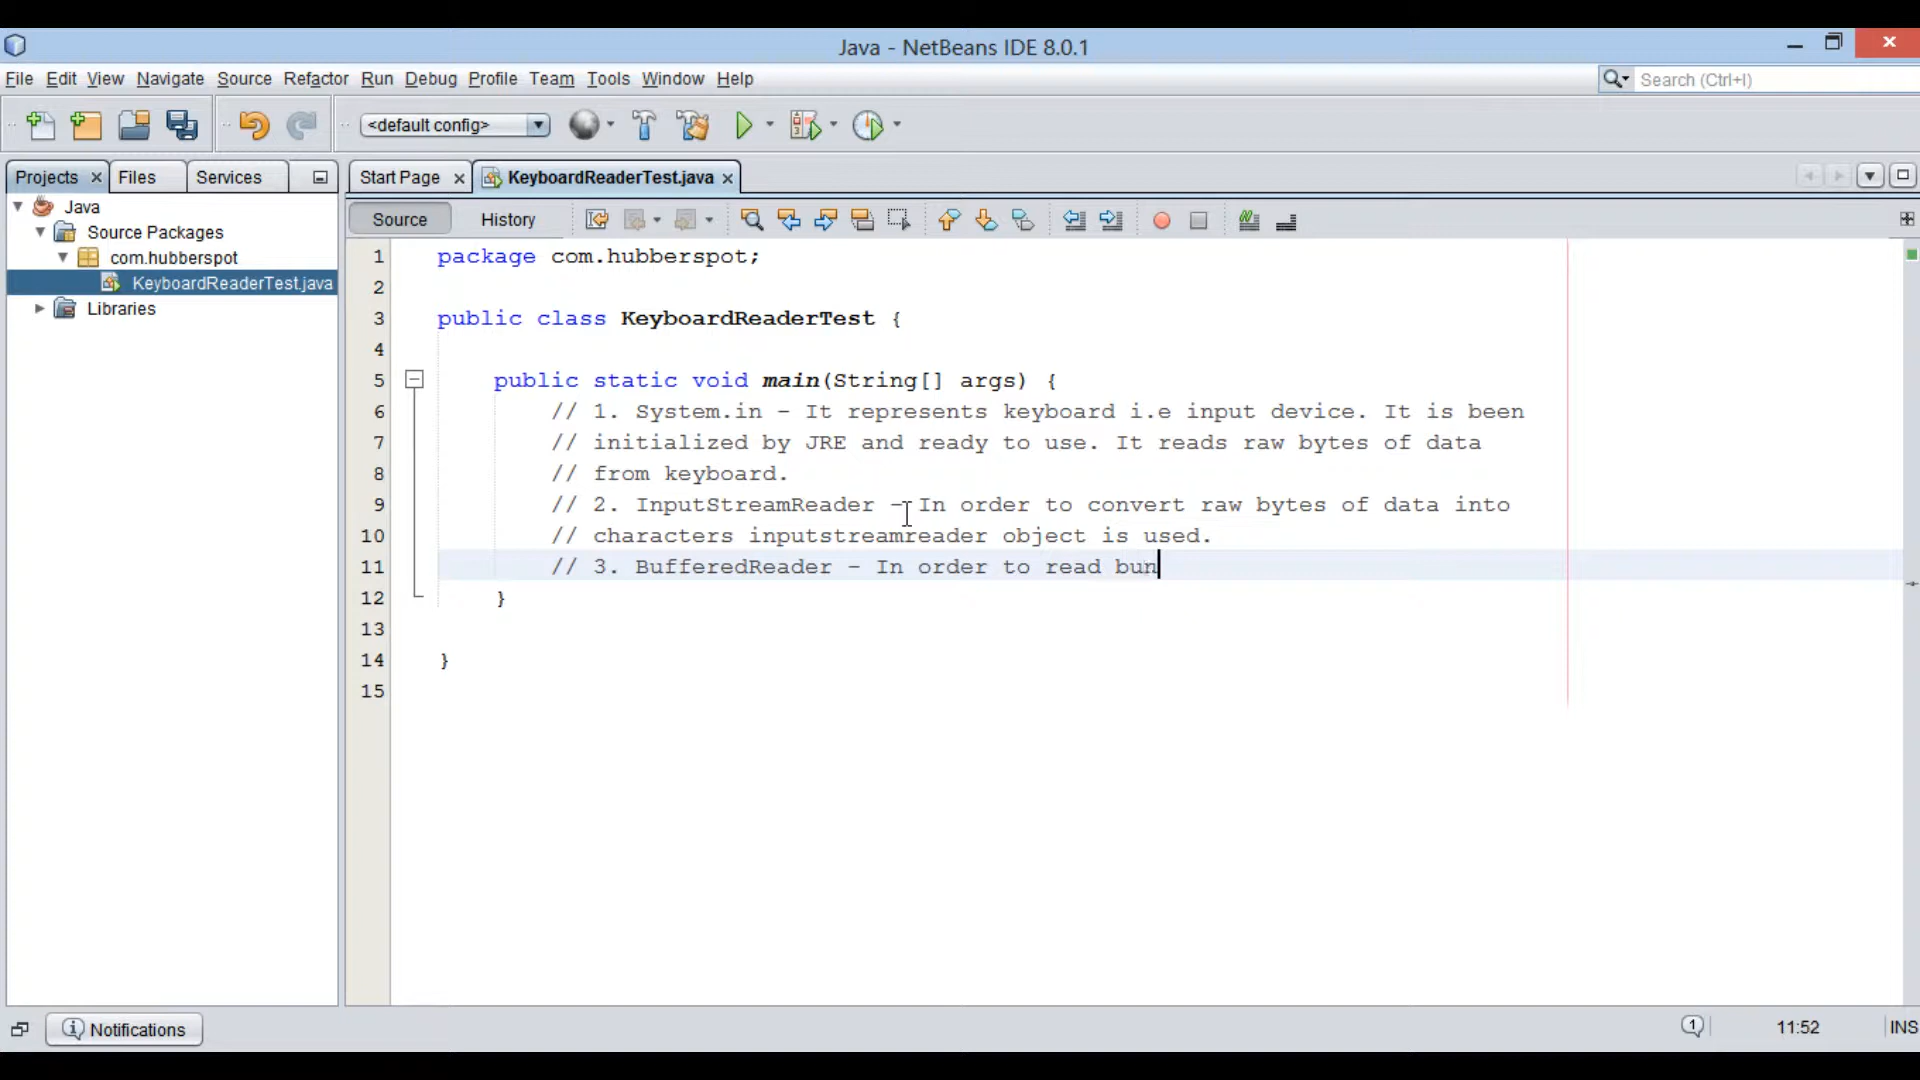 Java - NetBeans IDE 8.0.1
File Edit View Navigate Source Refactor Run Debug Profile Team Tools Window Help
Search (Ctrl+I)
<default config>
Projects Files Services
Start Page KeyboardReaderTest.java
Source History
Java
Source Packages
com.hubberspot
KeyboardReaderTest.java
Libraries
1 package com.hubberspot;
2
3 public class KeyboardReaderTest {
4
5 public static void main(String[] args) {
6 // 1. System.in - It represents keyboard i.e input device. It is been
7 // initialized by JRE and ready to use. It reads raw bytes of data
8 // from keyboard.
9 // 2. InputStreamReader - In order to convert raw bytes of data into
10 // characters inputstreamreader object is used.
11 // 3. BufferedReader - In order to read bun
12 }
13
14 }
15
Notifications
1
11:52
INS